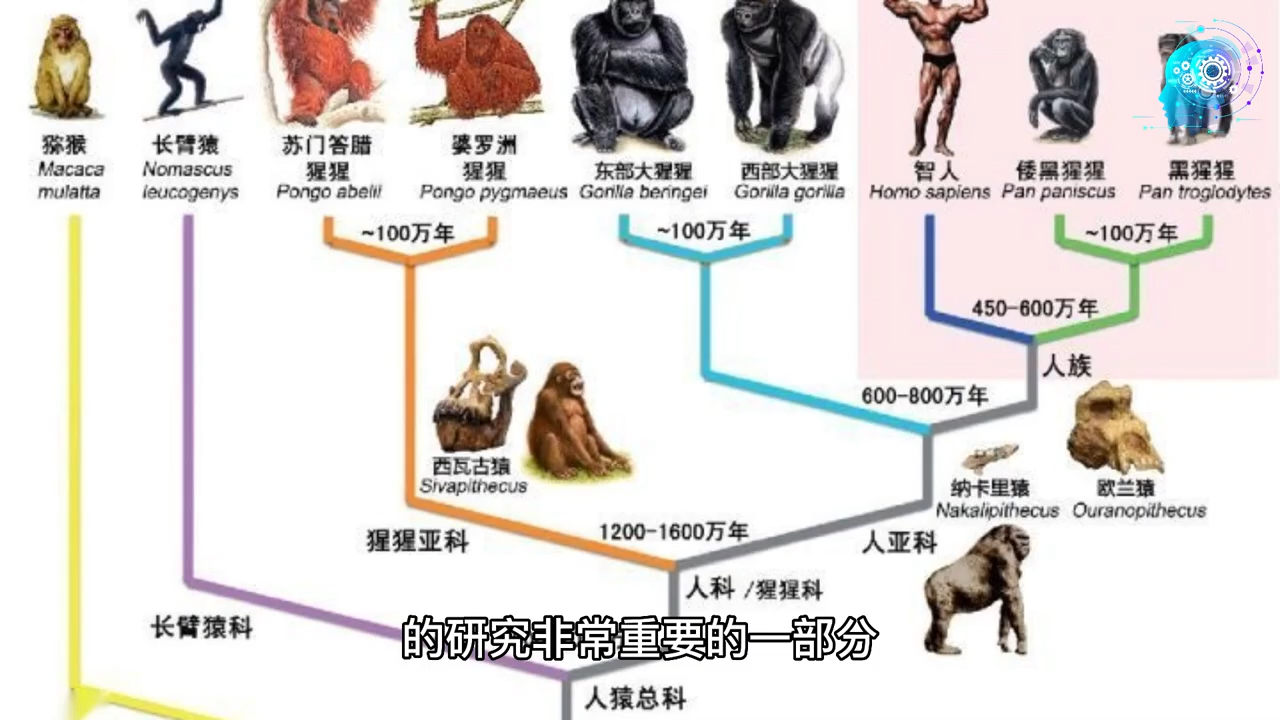 猕猴
Macaca
mulatta
长臂猿
Nomascus
leucogenys
苏门答腊
猩猩
Pongo abelii
婆罗洲
猩猩
Pongo pygmaeus
东部大猩猩
Gorilla beringei
西部大猩猩
Gorilla gorilla
智人
Homo sapiens
倭黑猩猩
Pan paniscus
黑猩猩
Pan troglodytes
~100万年
~100万年
~100万年
450-600万年
人族
600-800万年
西瓦古猿
Sivapithecus
纳卡里猿
Nakalipithecus
欧兰猿
Ouranopithecus
1200-1600万年
猩猩亚科
人亚科
人科 /猩猩科
长臂猿科
的研究非常重要的一部分
人猿总科